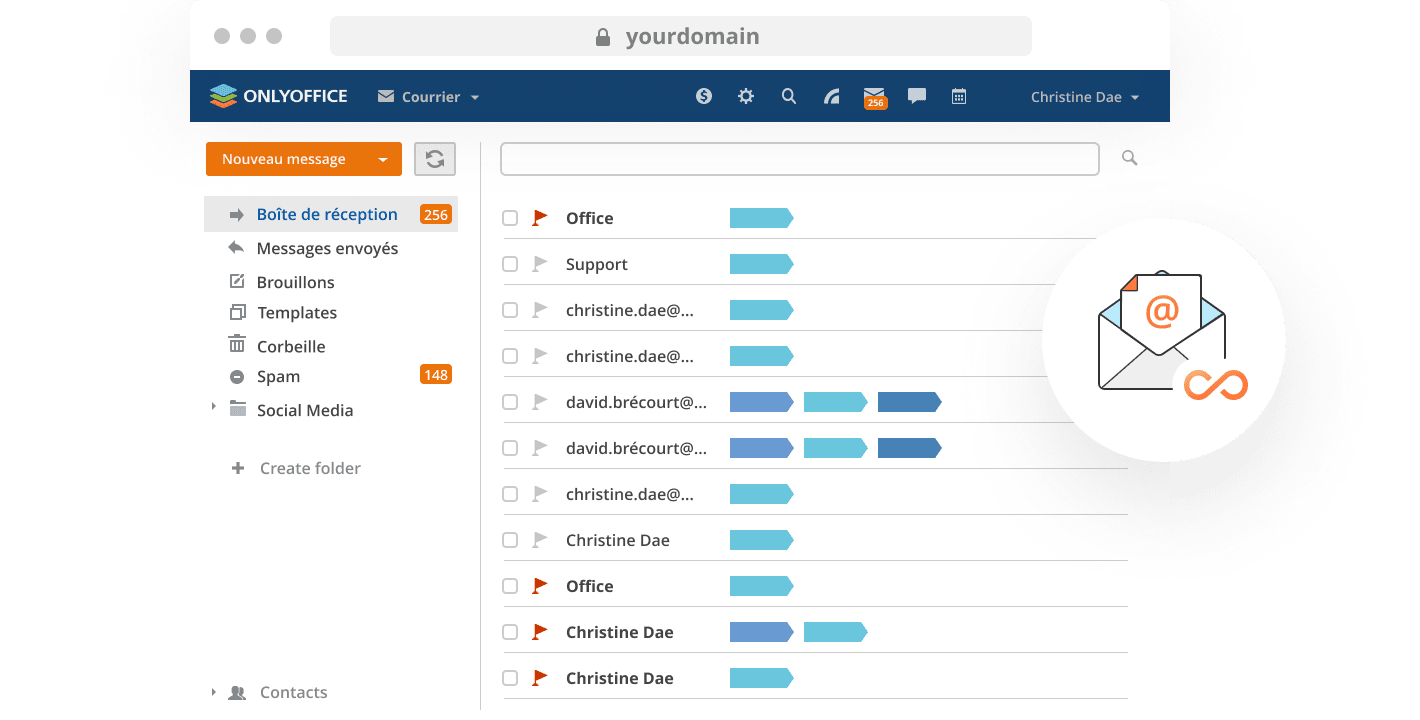 yourdomain
ONLYOFFICE Courrier 256 Christine Dae
Nouveau message
Boîte de réception 256
Messages envoyés
Brouillons
Templates
Corbeille
Spam 148
Social Media
Create folder
Contacts
Office
Support
christine.dae@...
christine.dae@...
david.brécourt@...
david.brécourt@...
christine.dae@...
Christine Dae
Office
Christine Dae
Christine Dae
@